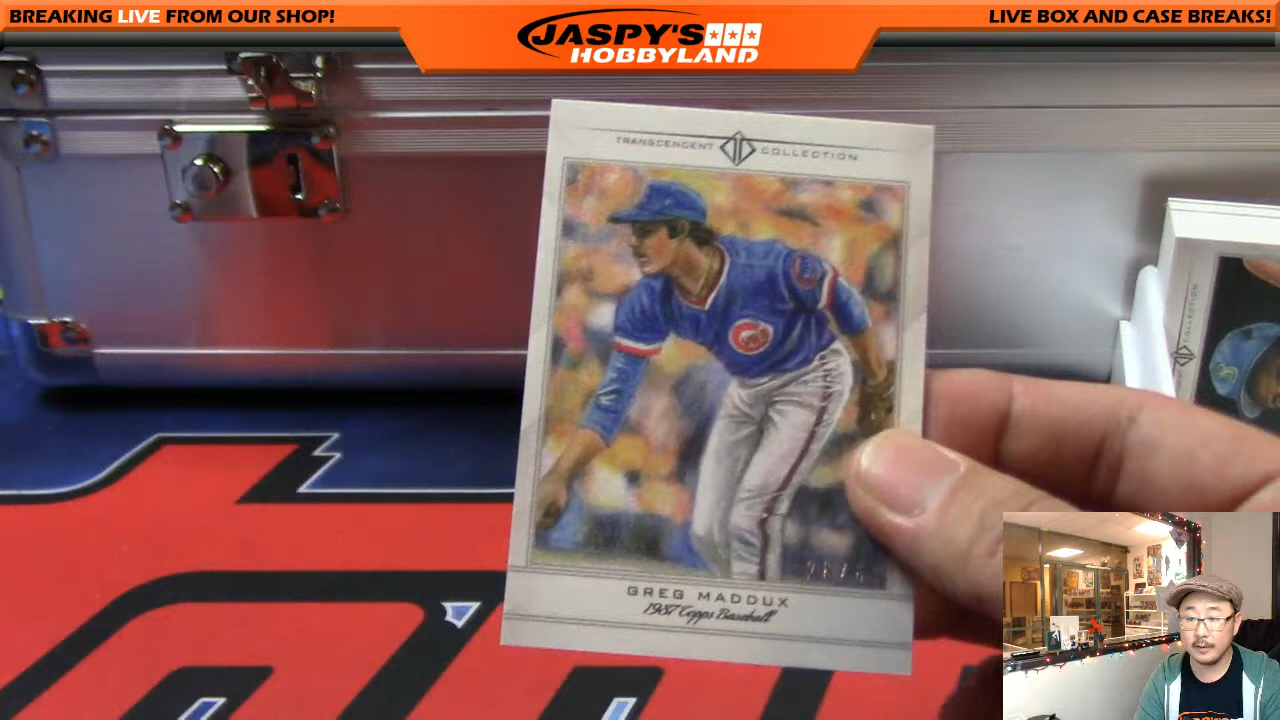 BREAKING LIVE FROM OUR SHOP!
JASPY'S
HOBBYLAND
LIVE BOX AND CASE BREAKS!
TRANSCENDENT COLLECTION
COLLECTION
GREG MADDUX
1987 Topps Baseball